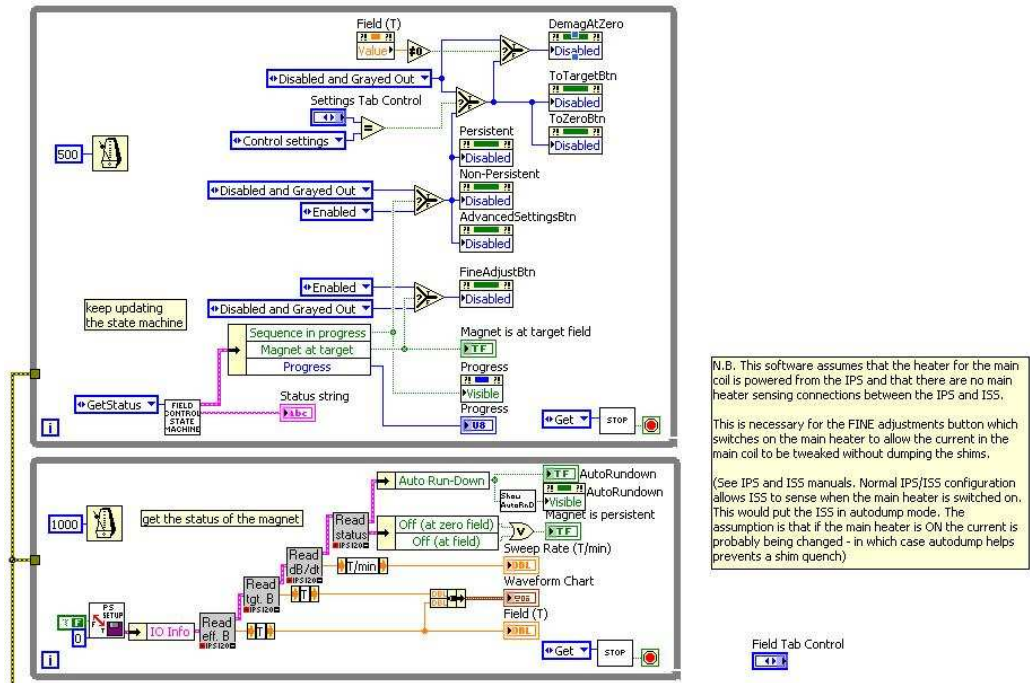 Field (T)
Value
≠0
DemagAtZero
Disabled
Disabled and Grayed Out
Settings Tab Control
=
Control settings
ToTargetBtn
Disabled
ToZeroBtn
Disabled
Persistent
Disabled
500
Non-Persistent
Disabled and Grayed Out
Disabled
Enabled
AdvancedSettingsBtn
Disabled
Enabled
FineAdjustBtn
Disabled and Grayed Out
Disabled
keep updating
the state machine
Sequence in progress
Magnet at target
Progress
Magnet is at target field
TF
Progress
Visible
Progress
U8
GetStatus
FIELD
CONTROL
STATE
MACHINE
Status string
abc
Get
STOP
i
N.B. This software assumes that the heater for the main
coil is powered from the IPS and that there are no main
heater sensing connections between the IPS and ISS.
This is necessary for the FINE adjustments button which
switches on the main heater to allow the current in the
main coil to be tweaked without dumping the shims.
(See IPS and ISS manuals. Normal IPS/ISS configuration
allows ISS to sense when the main heater is switched on.
This would put the ISS in autodump mode. The
assumption is that if the main heater is ON the current is
probably being changed - in which case autodump helps
prevents a shim quench)
1000
get the status of the magnet
Auto Run-Down
TF
AutoRundown
Show
AutoRnD
Visible
AutoRundown
Magnet is persistent
Read
status
IPS120
Off (at zero field)
Off (at field)
V
TF
Read
dB/dt
IPS120
T/min
Sweep Rate (T/min)
DBL
Read
tgt. B
IPS120
T
Waveform Chart
DBL
DBL
T F
0
PS
SETUP
F
T
IO Info
Read
eff. B
IPS120
T
Field (T)
DBL
Get
STOP
i
Field Tab Control